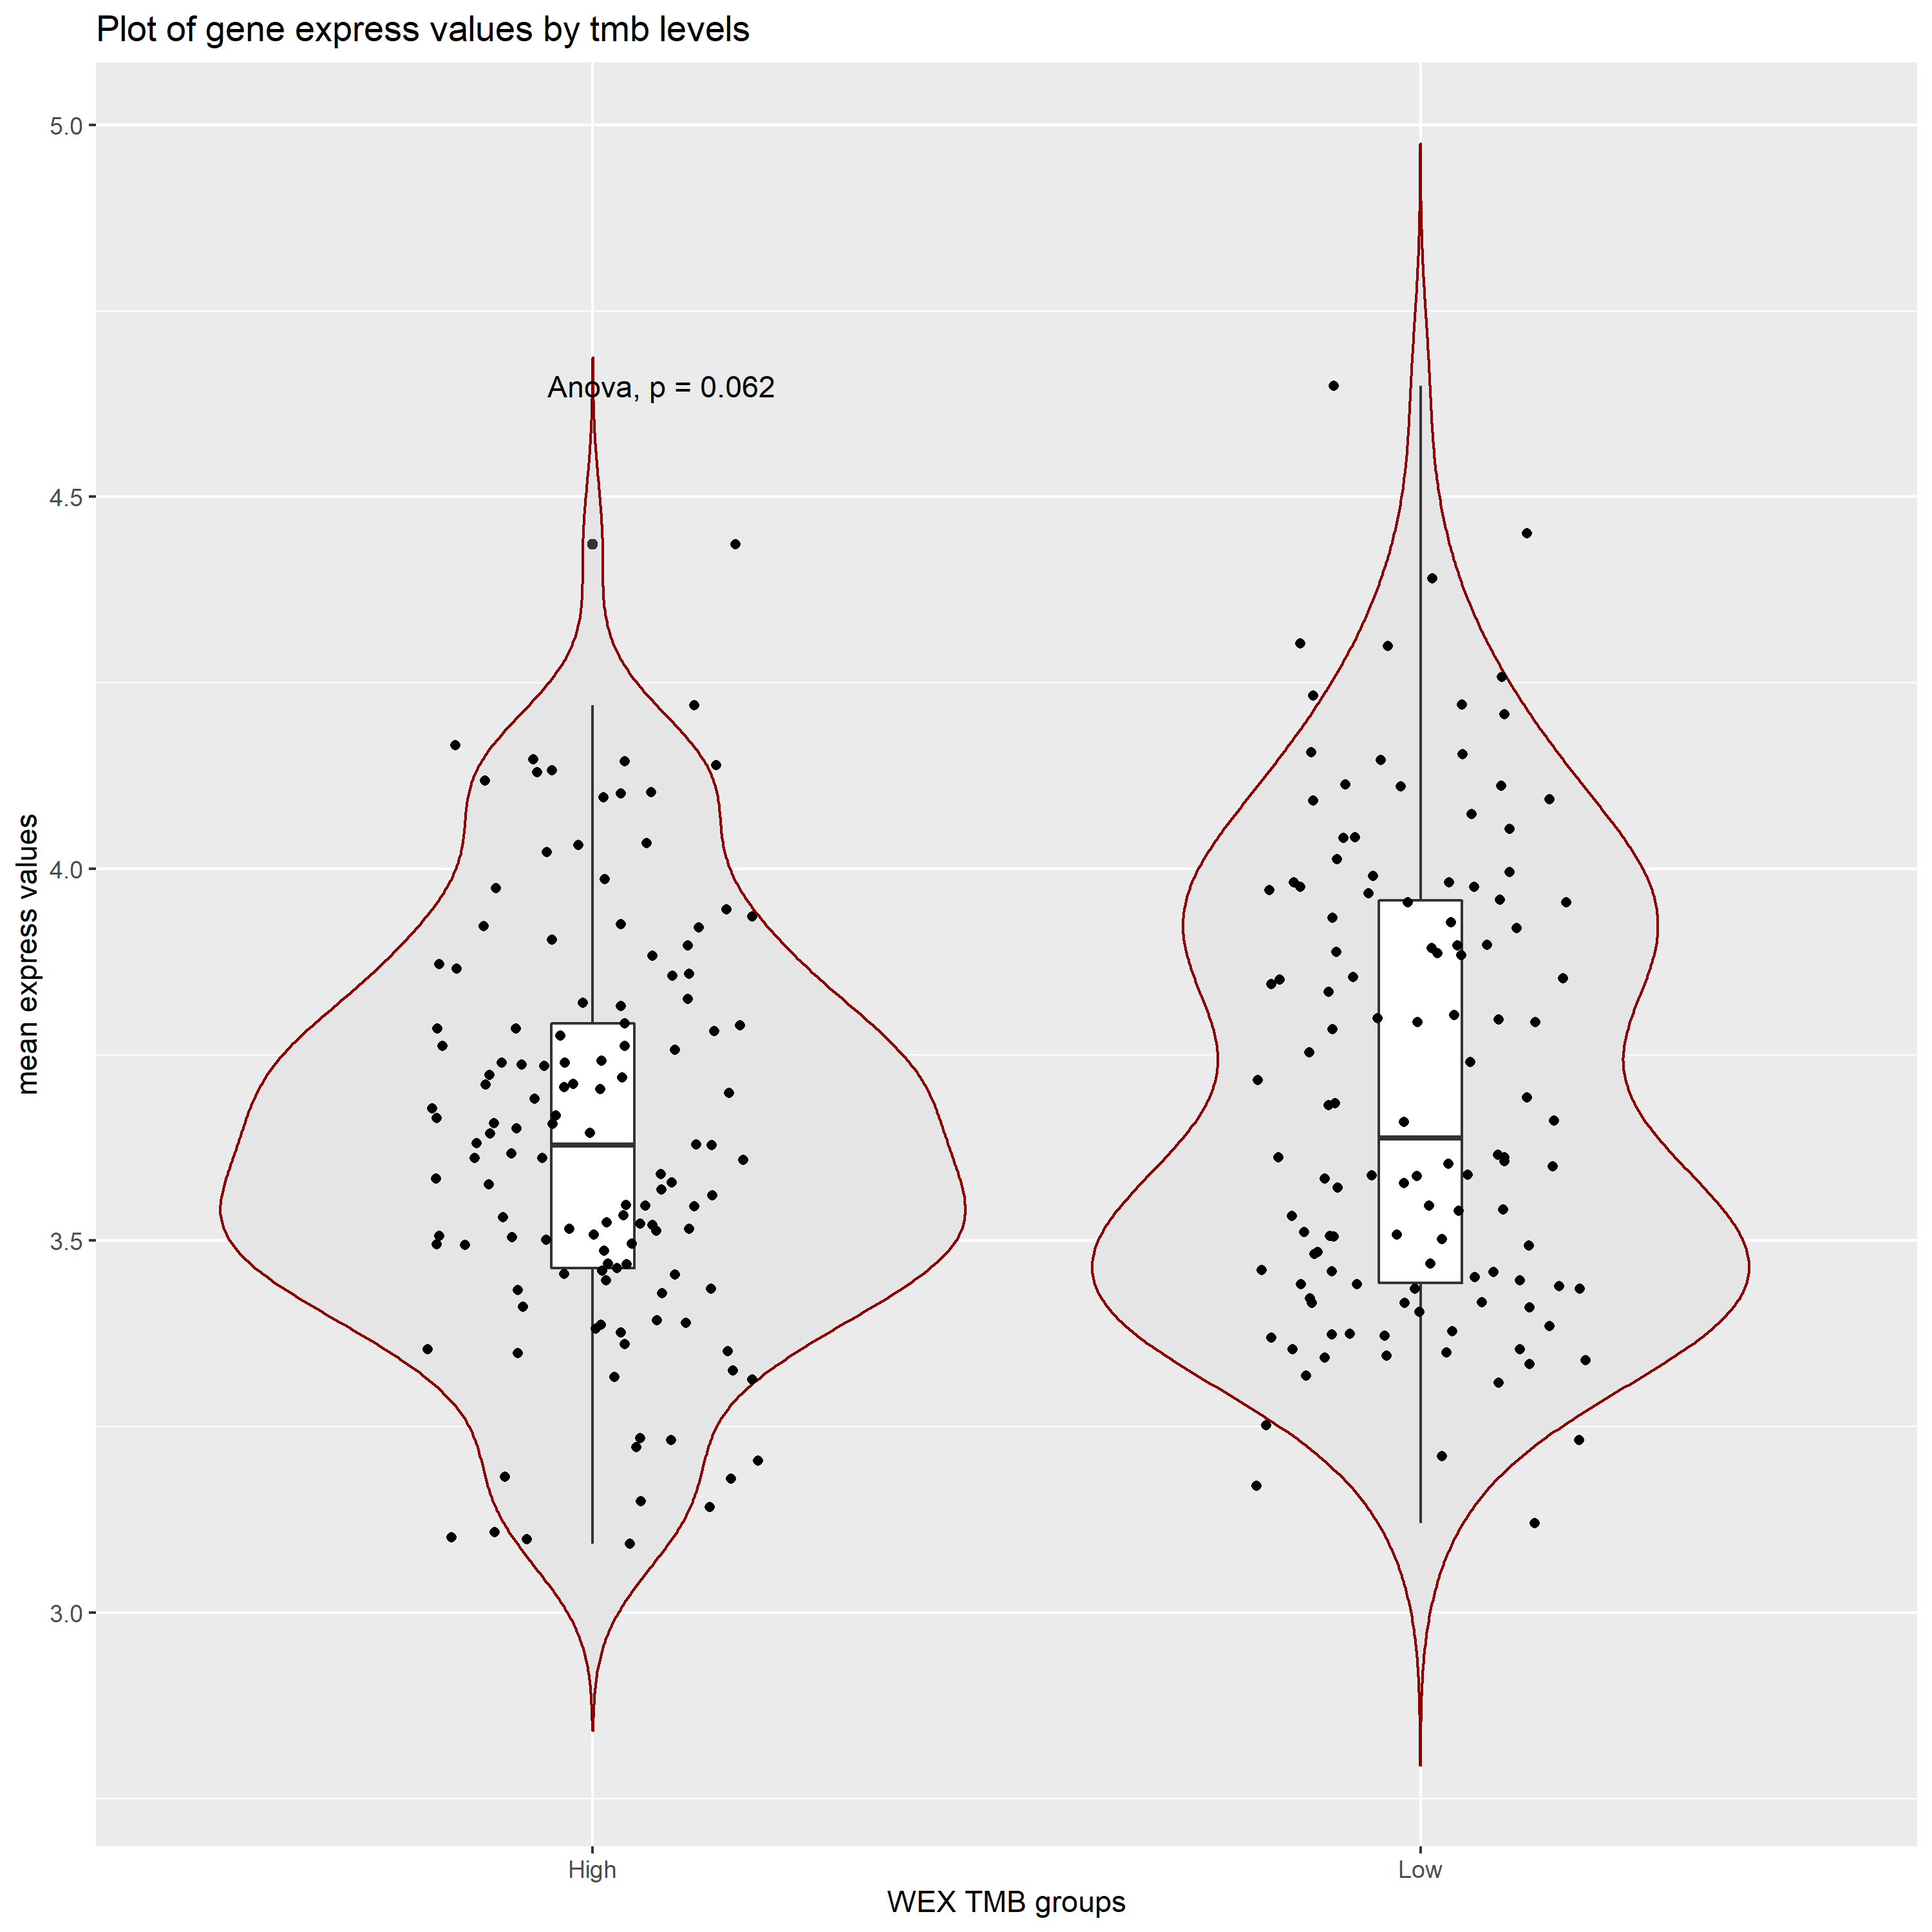 Plot of gene express values by tmb levels
5.0
4.5
4.0
3.5
3.0
mean express values
Anova, p = 0.062
High
Low
WEX TMB groups